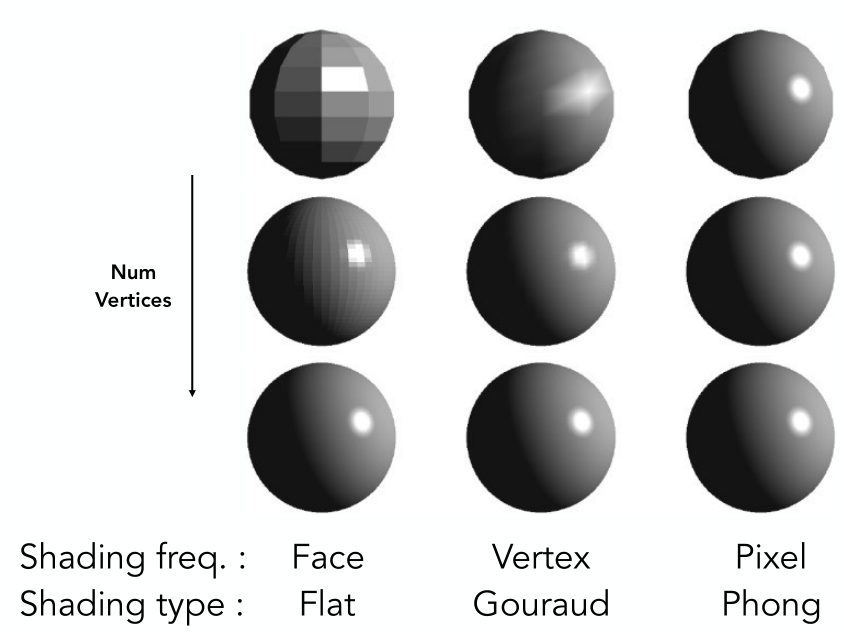 Num
Vertices
Shading freq. : Face Vertex Pixel
Shading type : Flat Gouraud Phong